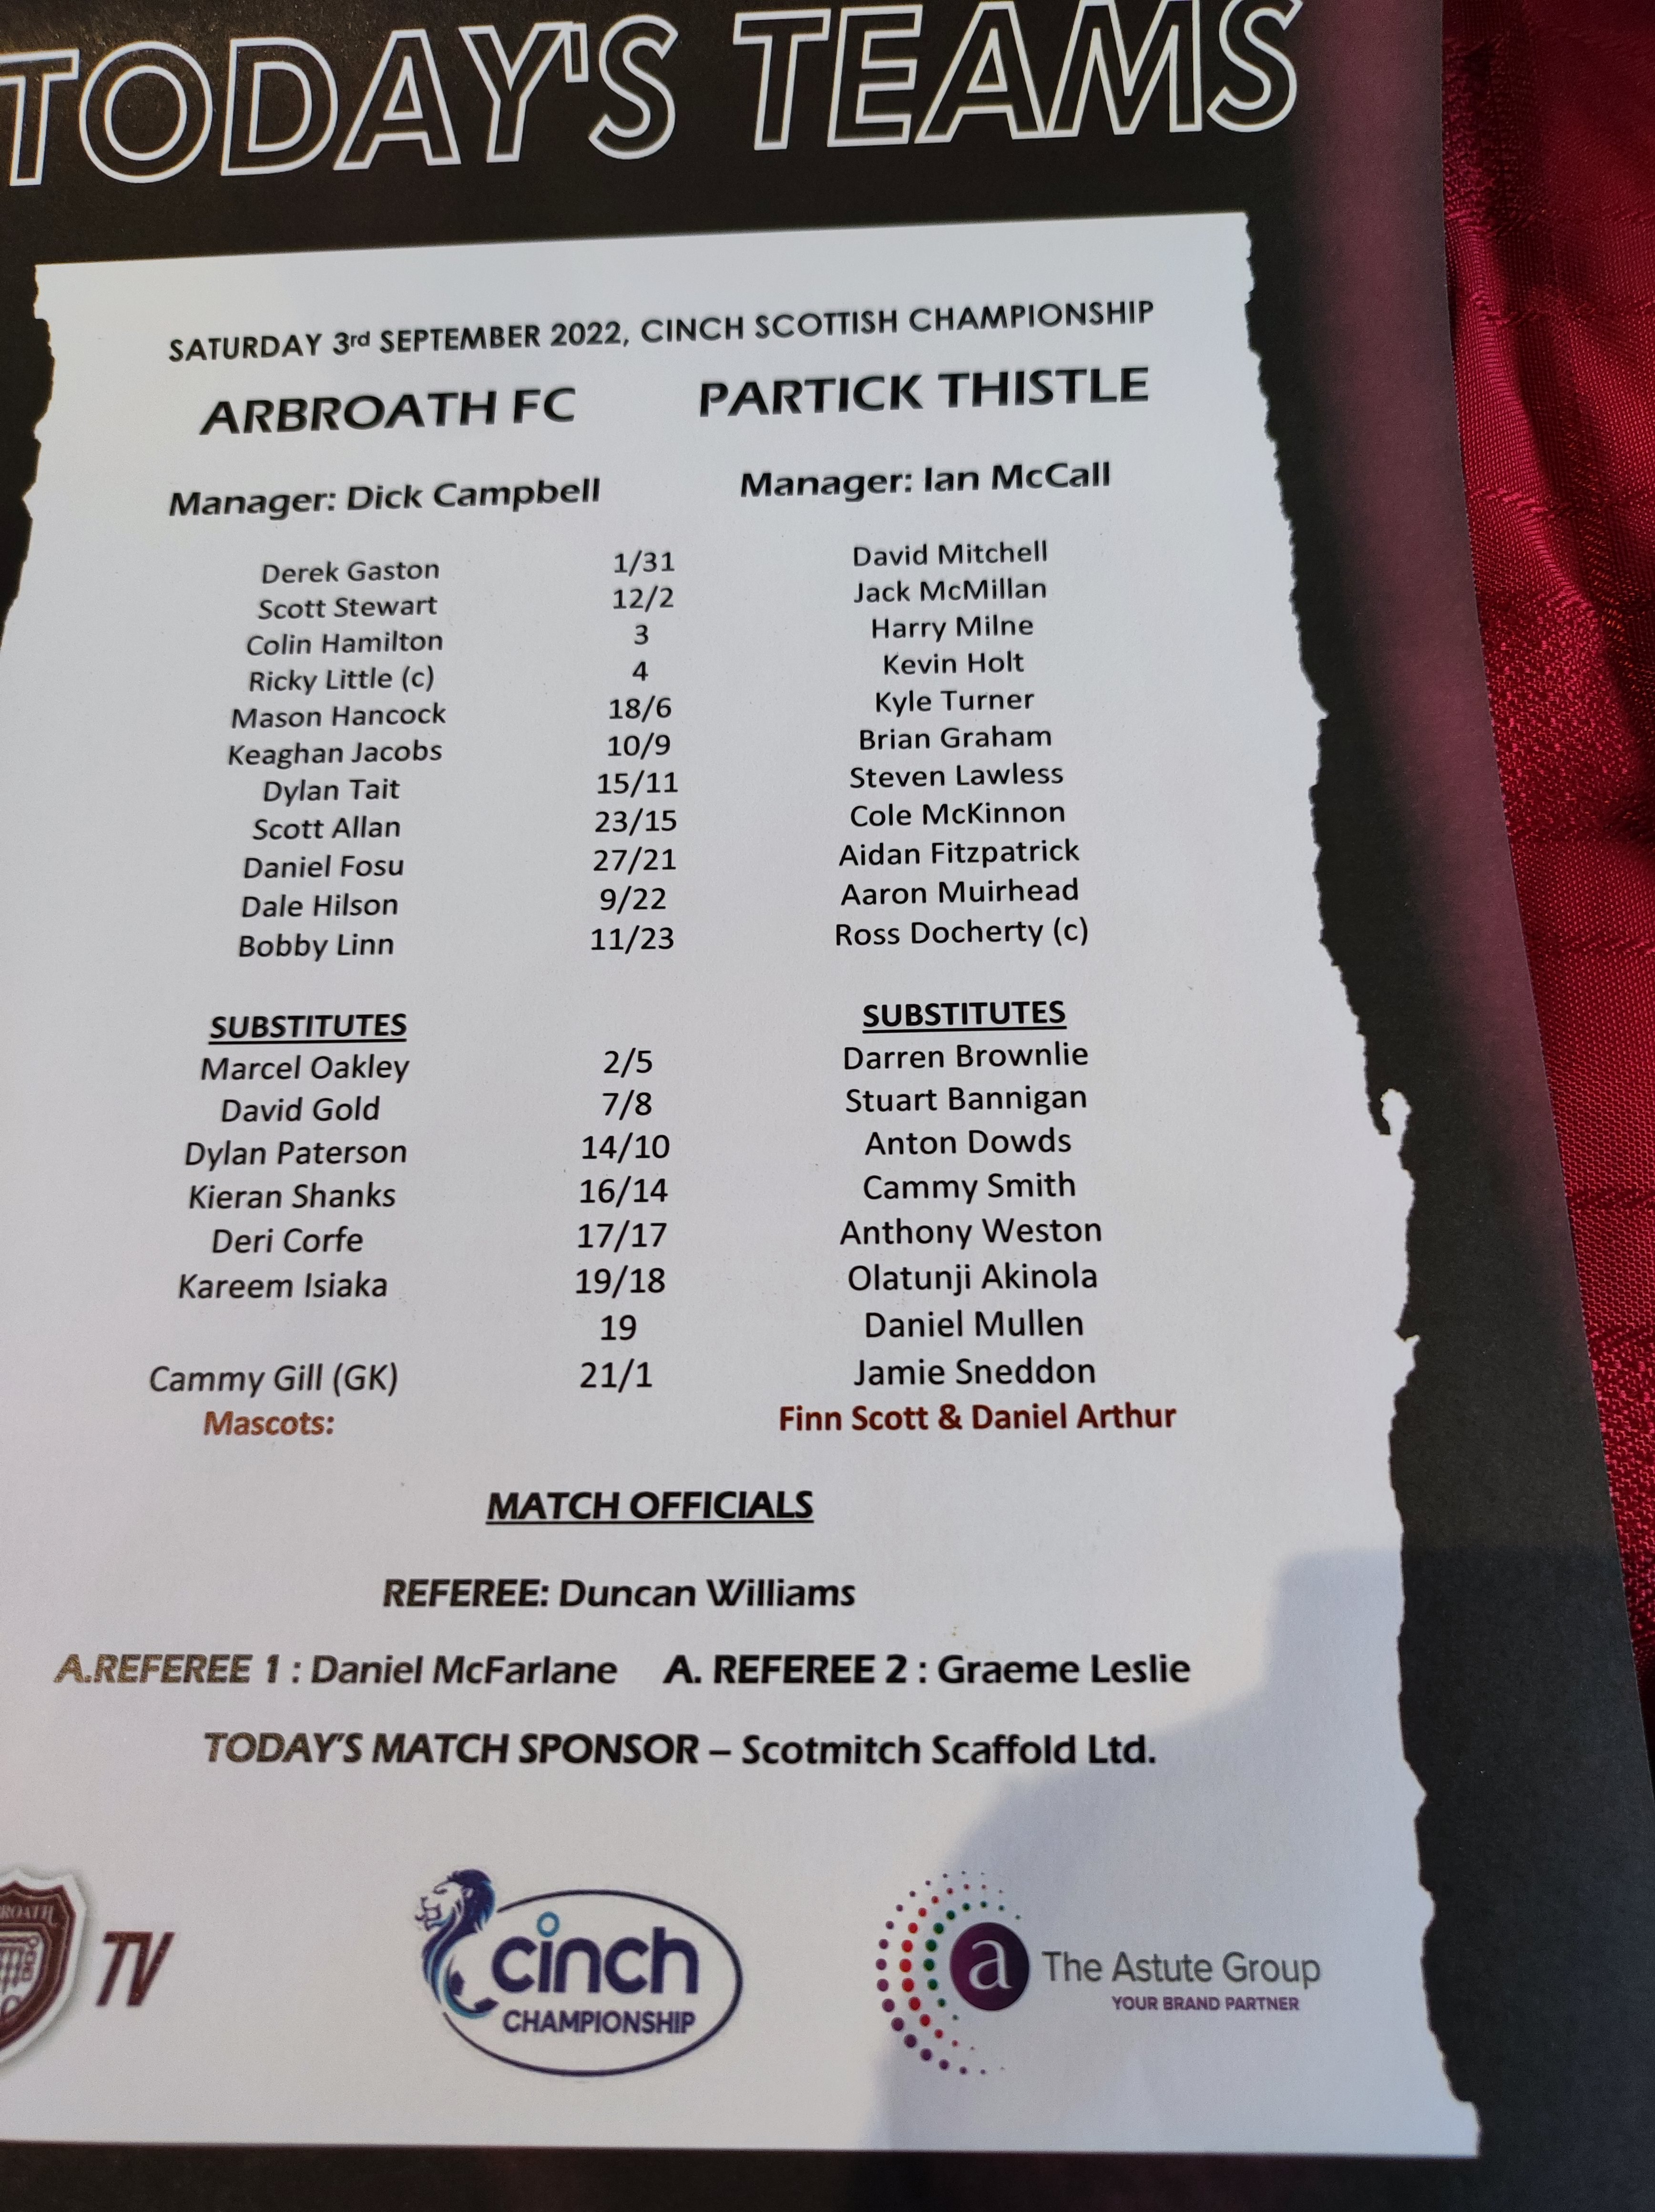 TODAY'S TEAMS
SATURDAY 3rd SEPTEMBER 2022, CINCH SCOTTISH CHAMPIONSHIP
ARBROATH FC PARTICK THISTLE
Manager: Dick Campbell Manager: Ian McCall
Derek Gaston 1/31 David Mitchell
Scott Stewart 12/2 Jack McMillan
Colin Hamilton 3 Harry Milne
Ricky Little (c) 4 Kevin Holt
Mason Hancock 18/6 Kyle Turner
Keaghan Jacobs 10/9 Brian Graham
Dylan Tait 15/11 Steven Lawless
Scott Allan 23/15 Cole McKinnon
Daniel Fosu 27/21 Aidan Fitzpatrick
Dale Hilson 9/22 Aaron Muirhead
Bobby Linn 11/23 Ross Docherty (c)
SUBSTITUTES SUBSTITUTES
Marcel Oakley 2/5 Darren Brownlie
David Gold 7/8 Stuart Bannigan
Dylan Paterson 14/10 Anton Dowds
Kieran Shanks 16/14 Cammy Smith
Deri Corfe 17/17 Anthony Weston
Kareem Isiaka 19/18 Olatunji Akinola
19 Daniel Mullen
Cammy Gill (GK) 21/1 Jamie Sneddon
Mascots: Finn Scott & Daniel Arthur
MATCH OFFICIALS
REFEREE: Duncan Williams
A.REFEREE 1 : Daniel McFarlane A. REFEREE 2 : Graeme Leslie
TODAY'S MATCH SPONSOR – Scotmitch Scaffold Ltd.
TV
cinch
CHAMPIONSHIP
a The Astute Group
YOUR BRAND PARTNER